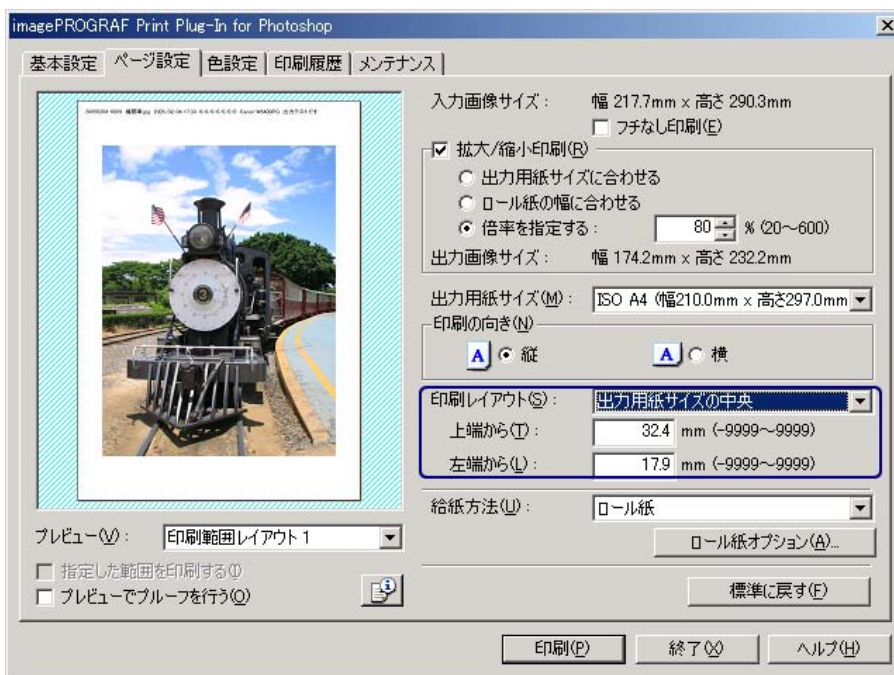 imagePROGRAF Print Plug-In for Photoshop
基本設定 ページ設定 色設定 印刷履歴 メンテナンス
入力画像サイズ： 幅 217.7mm x 高さ 290.3mm
フチなし印刷(E)
拡大/縮小印刷(R)
出力用紙サイズに合わせる
ロール紙の幅に合わせる
倍率を指定する： 80 % (20～600)
出力画像サイズ： 幅 174.2mm x 高さ 232.2mm
出力用紙サイズ(M)： ISO A4 (幅210.0mm x 高さ297.0mm
印刷の向き(N)
A 縦 A 横
印刷レイアウト(S)： 出力用紙サイズの中央
上端から(T)： 32.4 mm (-9999～9999)
左端から(L)： 17.9 mm (-9999～9999)
給紙方法(U)： ロール紙
ロール紙オプション(A)...
標準に戻す(F)
プレビュー(V)： 印刷範囲レイアウト 1
指定した範囲を印刷する(I)
プレビューでプルーフを行う(O)
印刷(P) 終了(X) ヘルプ(H)